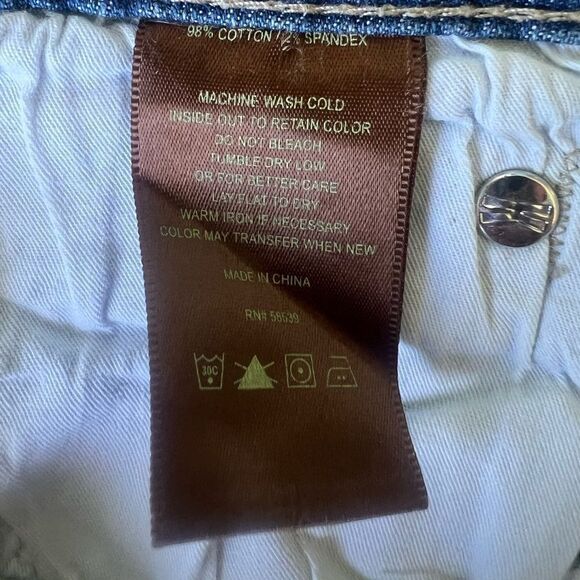 98% COTTON / 2% SPANDEX
MACHINE WASH COLD
INSIDE OUT TO RETAIN COLOR
DO NOT BLEACH
TUMBLE DRY LOW
OR FOR BETTER CARE
LAY FLAT TO DRY
WARM IRON IF NECESSARY
COLOR MAY TRANSFER WHEN NEW
MADE IN CHINA
RN# 58539
30C